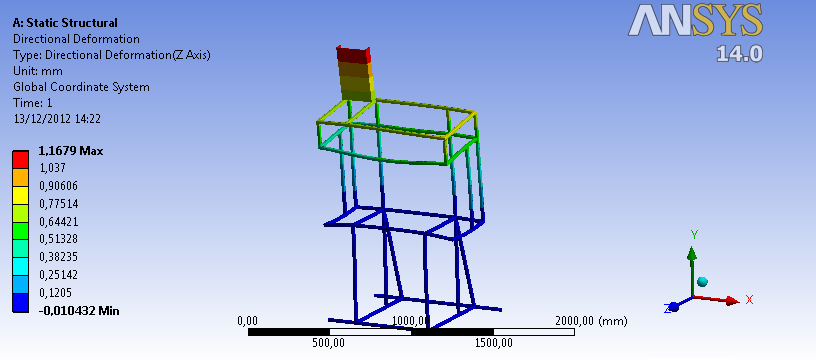 A: Static Structural
Directional Deformation
Type: Directional Deformation(Z Axis)
Unit: mm
Global Coordinate System
Time: 1
13/12/2012 14:22
ANSYS
14.0
1,1679 Max
1,037
0,90606
0,77514
0,64421
0,51328
0,38235
0,25142
0,1205
-0,010432 Min
Y
X
Z
0,00
1000,00
2000,00 (mm)
500,00
1500,00